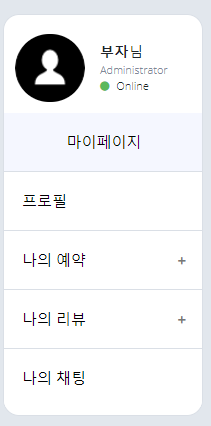 부자님
Administrator
Online
마이페이지
프로필
나의 예약 +
나의 리뷰 +
나의 채팅